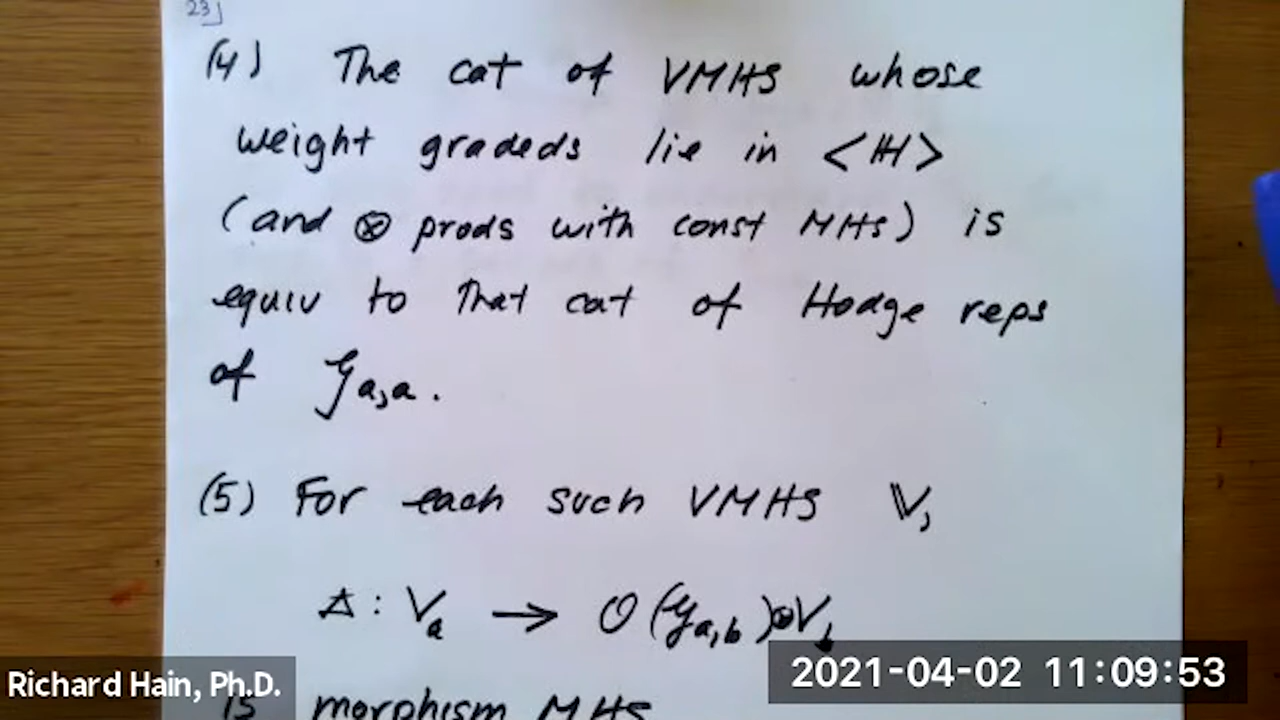 23]
(4) The cat of VMHS whose
weight gradeds lie in <ℍ>
(and ⊗ prods with const MHS) is
equiv to that cat of Hodge reps
of 𝒢a,a.
(5) For each such VMHS 𝕍,
Δ : Va → O(𝒢a,b)⊗Vb
is morphism MHS
Richard Hain, Ph.D.
2021-04-02 11:09:53